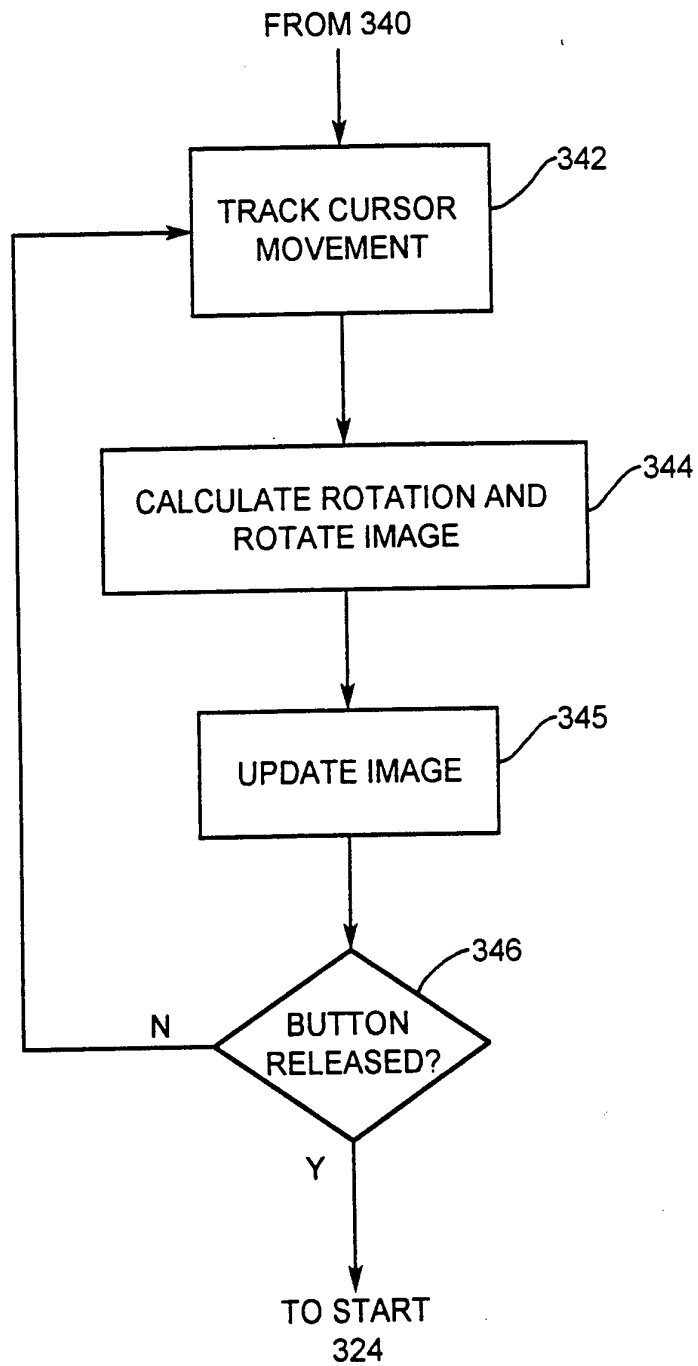 FROM 340
342
TRACK CURSOR
MOVEMENT
344
CALCULATE ROTATION AND
ROTATE IMAGE
345
UPDATE IMAGE
346
N
BUTTON
RELEASED?
Y
TO START
324